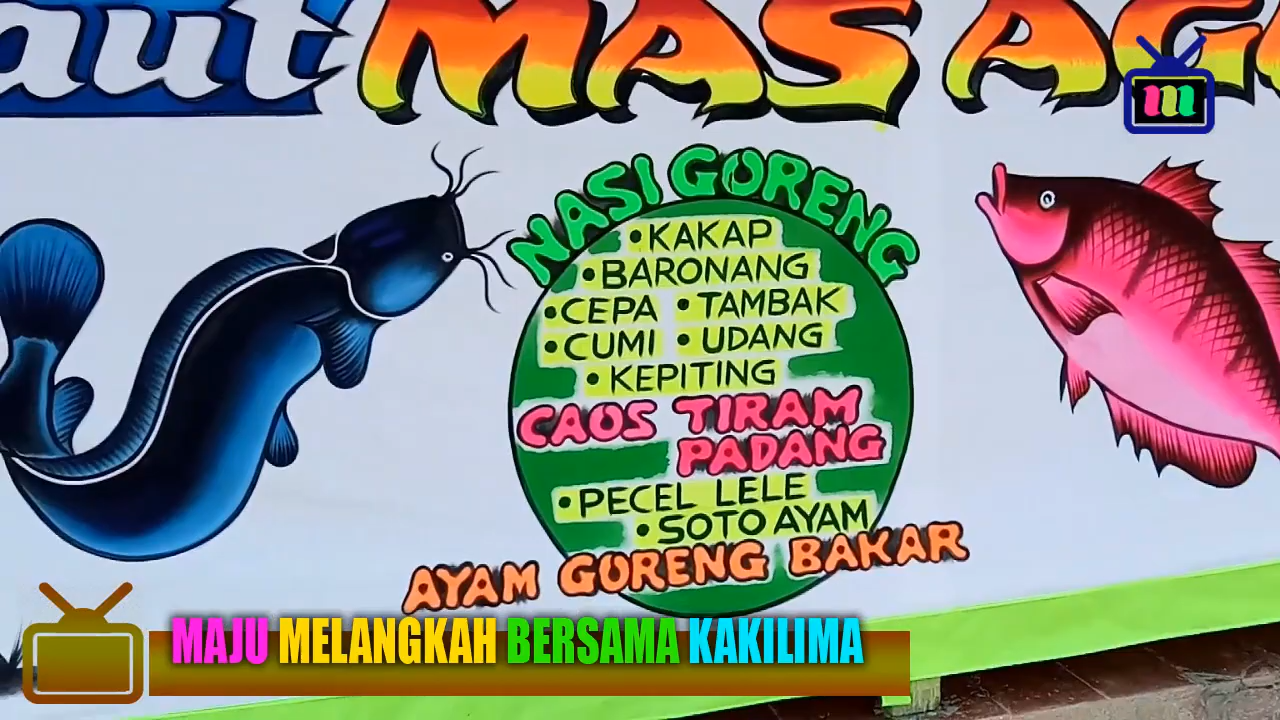 aut MAS AG
m
NASI GORENG
• KAKAP
• BARONANG
• CEPA • TAMBAK
• CUMI • UDANG
• KEPITING
CAOS TIRAM
PADANG
• PECEL LELE
• SOTO AYAM
AYAM GORENG BAKAR
MAJU MELANGKAH BERSAMA KAKILIMA